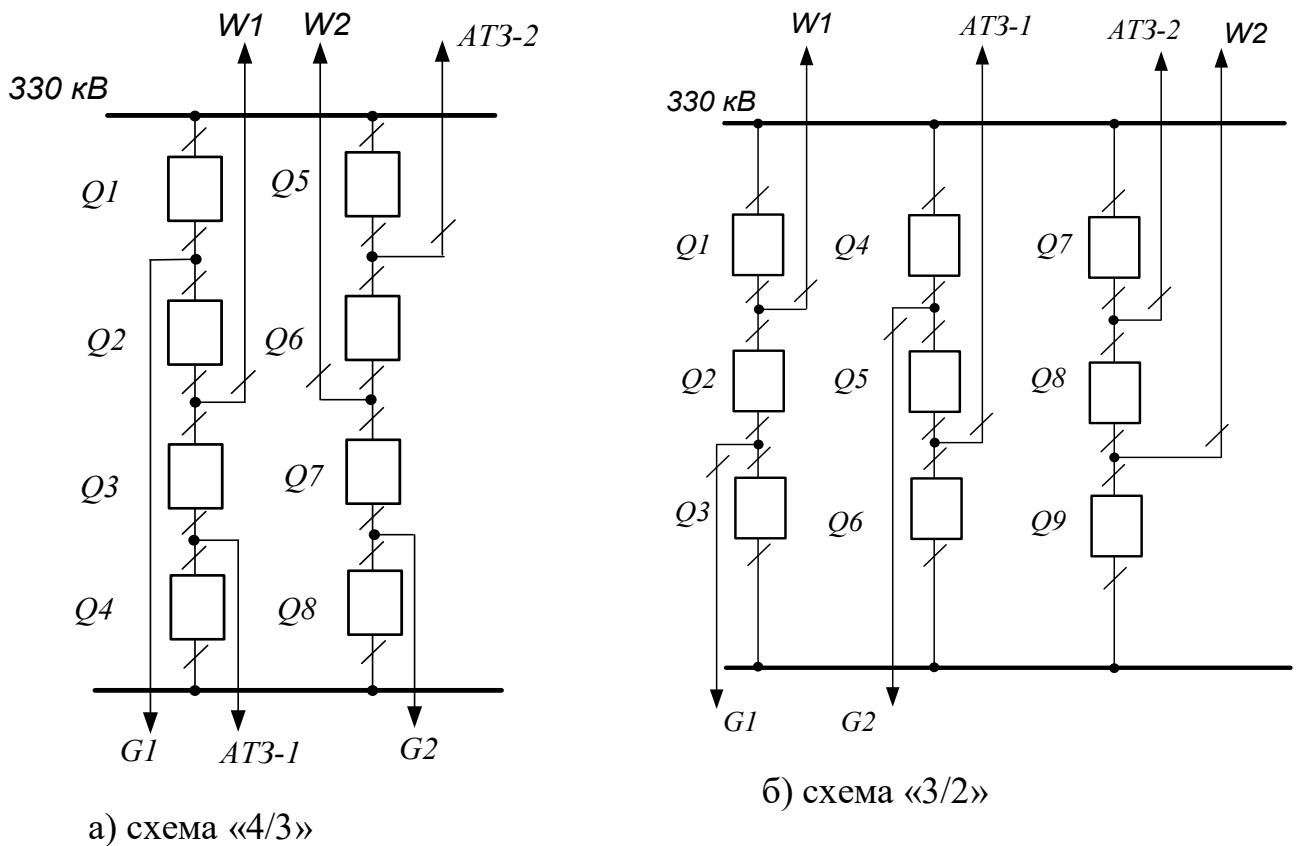 W1 W2 АТЗ-2
330 кВ
Q1 Q5
Q2 Q6
Q3 Q7
Q4 Q8
G1 АТЗ-1 G2
а) схема «4/3»
W1 АТЗ-1 АТЗ-2 W2
330 кВ
Q1 Q4 Q7
Q2 Q5 Q8
Q3 Q6 Q9
G1 G2
б) схема «3/2»